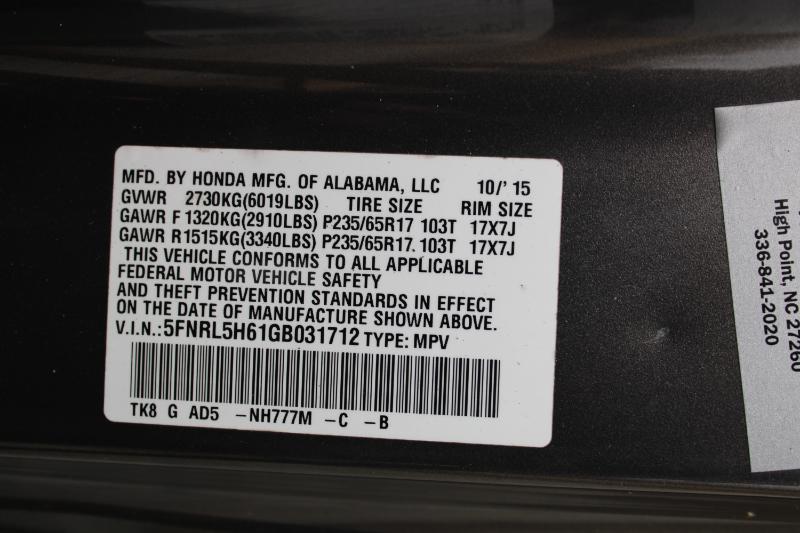 MFD. BY HONDA MFG. OF ALABAMA, LLC 10/' 15
GVWR 2730KG(6019LBS) TIRE SIZE RIM SIZE
GAWR F 1320KG(2910LBS) P235/65R17 103T 17X7J
GAWR R1515KG(3340LBS) P235/65R17. 103T 17X7J
THIS VEHICLE CONFORMS TO ALL APPLICABLE
FEDERAL MOTOR VEHICLE SAFETY
AND THEFT PREVENTION STANDARDS IN EFFECT
ON THE DATE OF MANUFACTURE SHOWN ABOVE.
V.I.N.:5FNRL5H61GB031712 TYPE: MPV
TK8 G AD5 -NH777M -C -B
High Point, NC 27260
336-841-2020